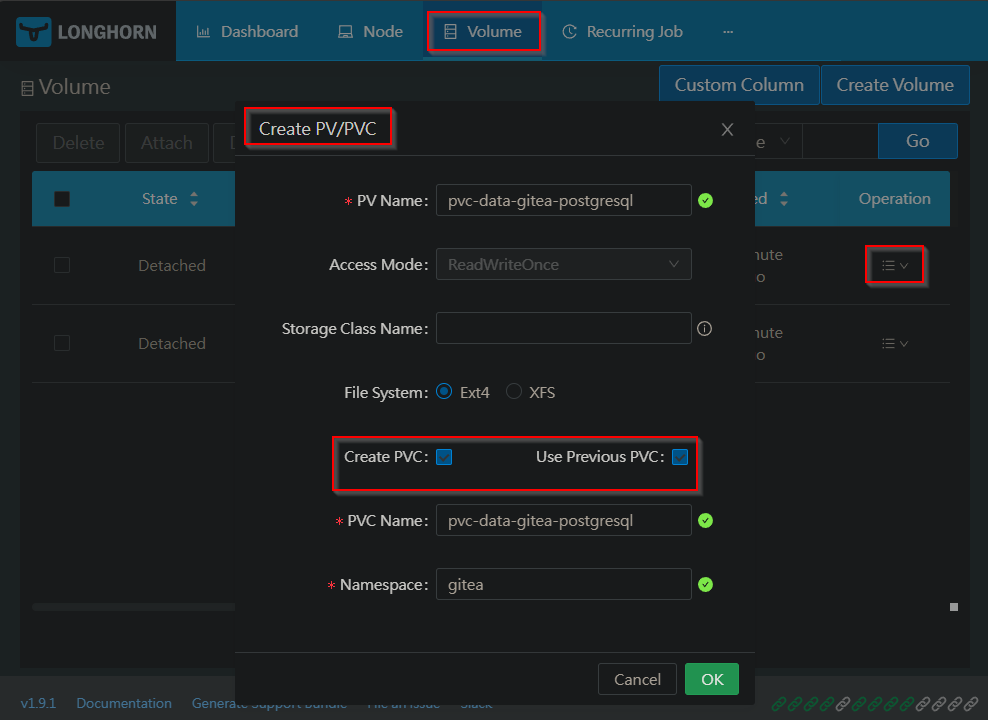 LONGHORN Dashboard Node Volume Recurring Job ...
Volume Custom Column Create Volume
Create PV/PVC
Delete Attach Go
State Operation
* PV Name: pvc-data-gitea-postgresql
Detached
Access Mode: ReadWriteOnce
Storage Class Name:
Detached
File System: Ext4 XFS
Create PVC: Use Previous PVC:
* PVC Name: pvc-data-gitea-postgresql
* Namespace: gitea
Cancel OK
v1.9.1 Documentation Generate Support Bundle File an Issue Slack